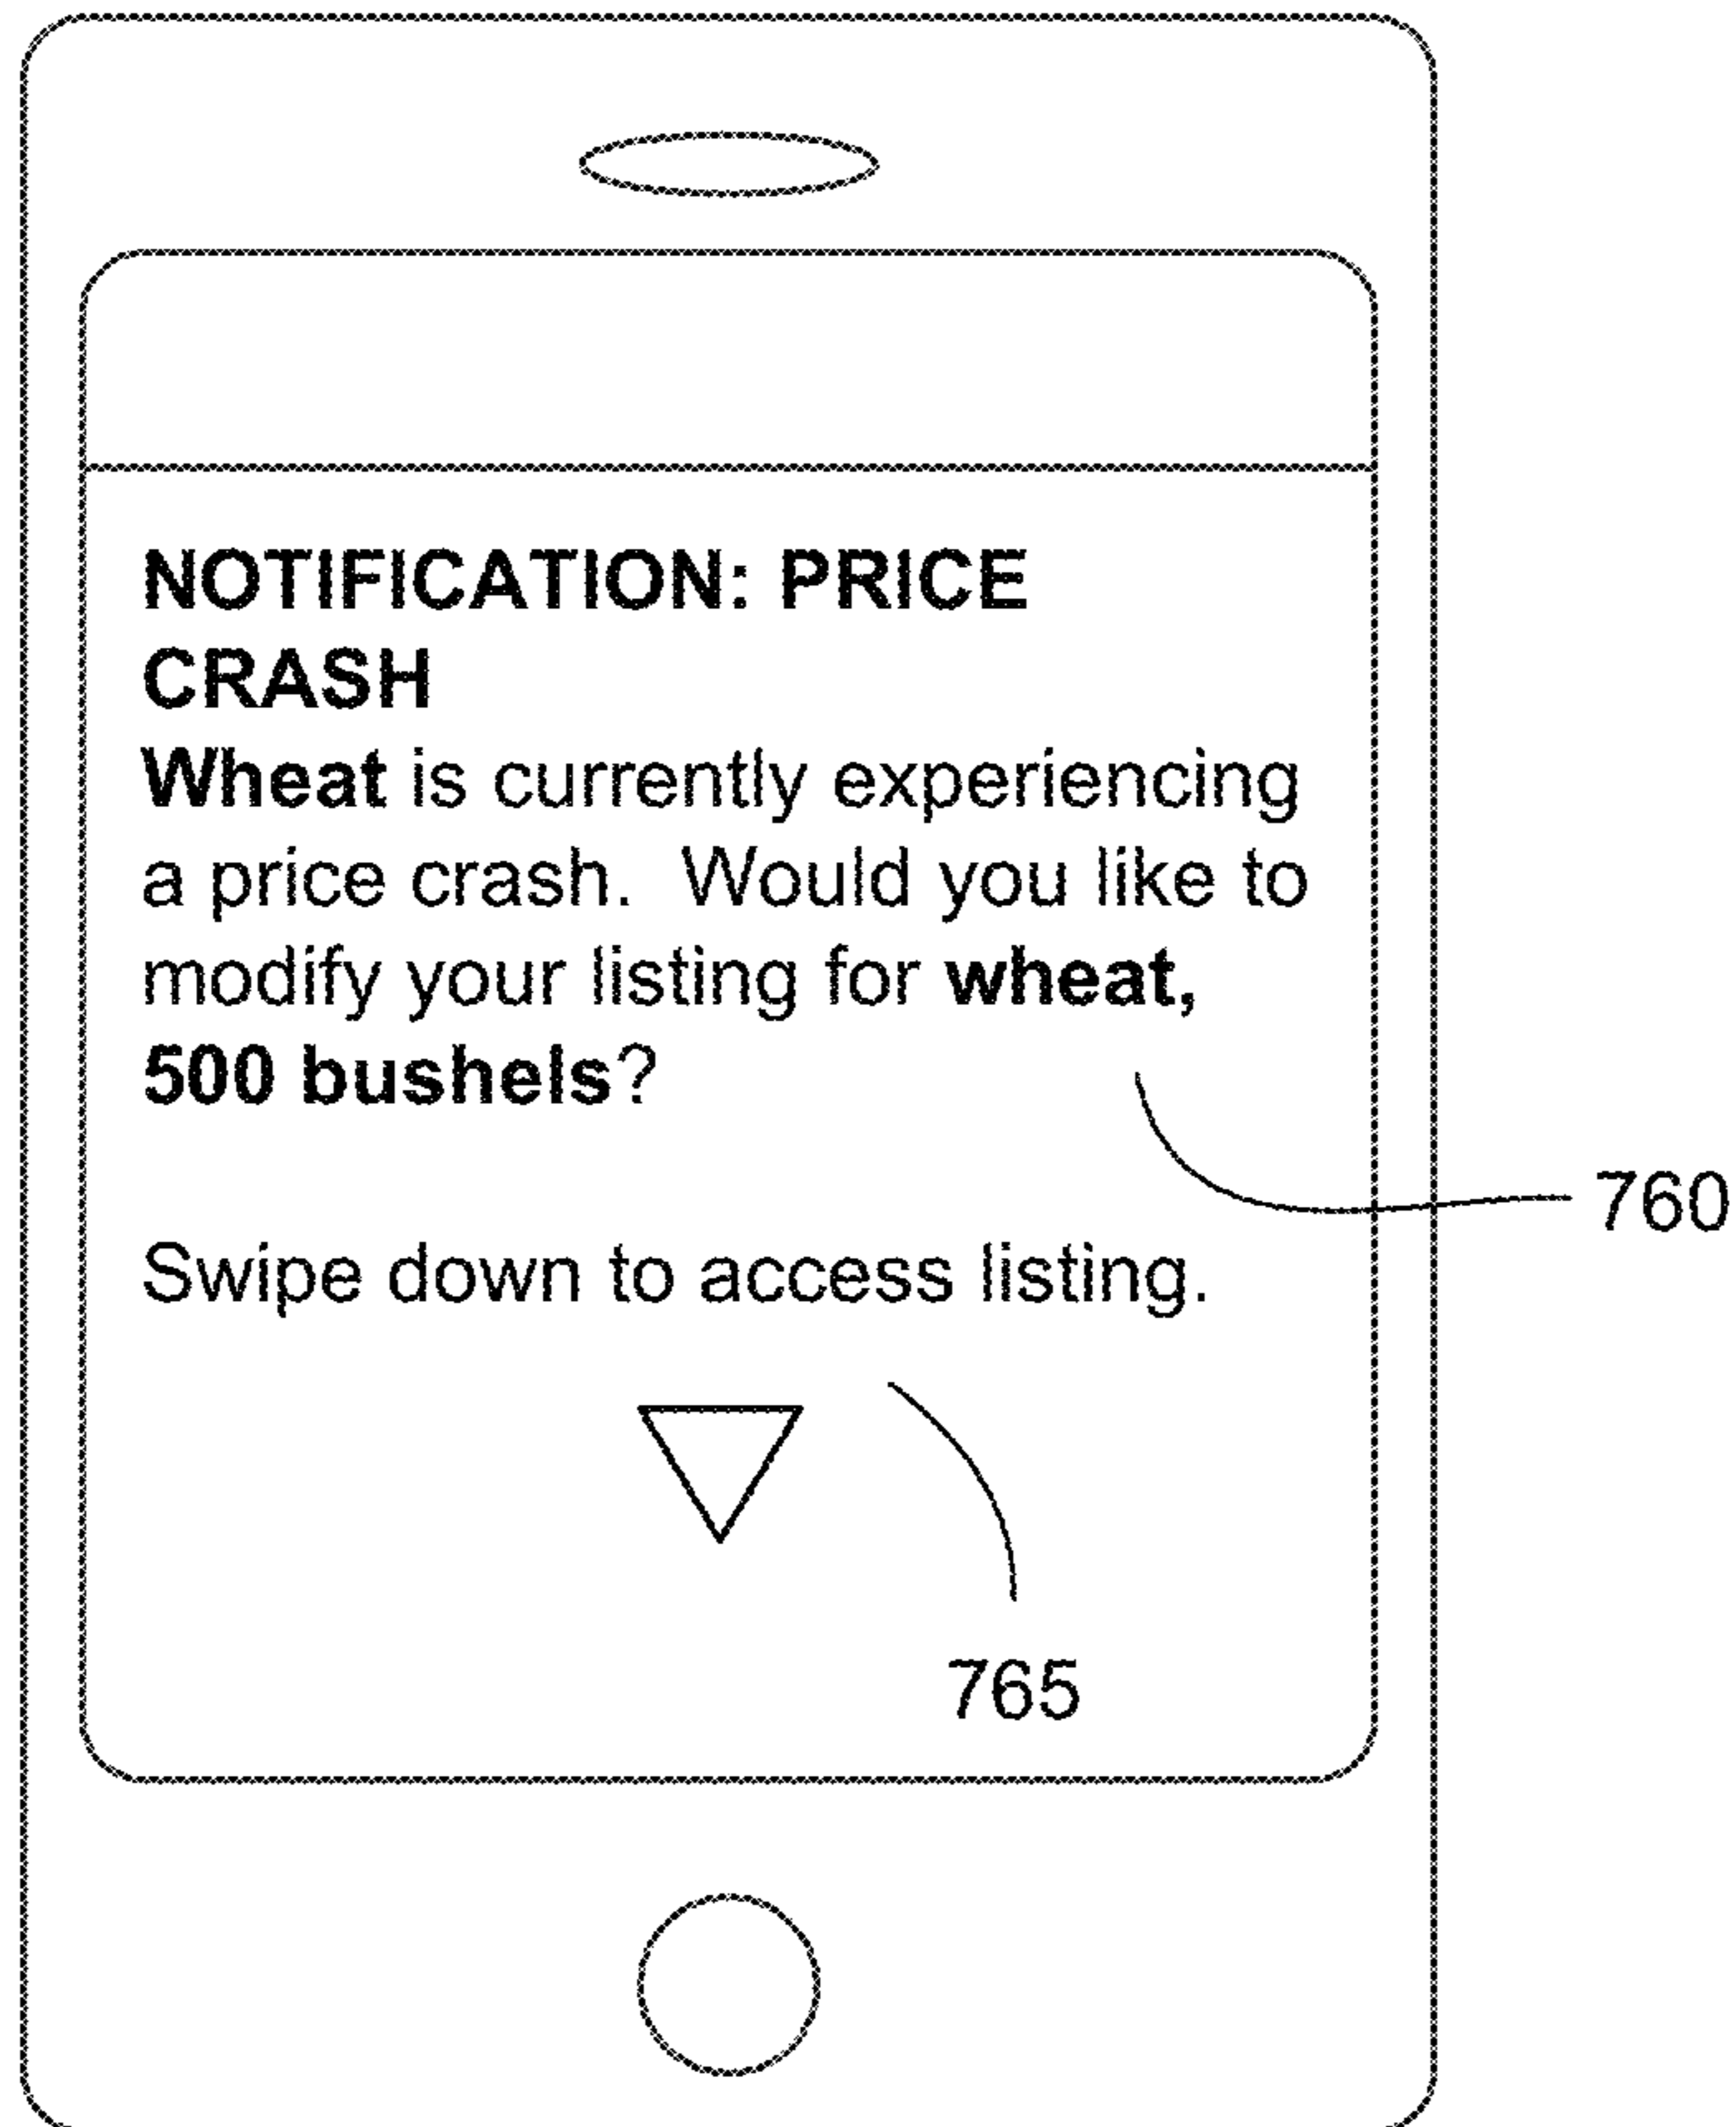 NOTIFICATION: PRICE
CRASH
Wheat is currently experiencing
a price crash.  Would you like to
modify your listing for wheat,
500 bushels?
760
Swipe down to access listing.
765